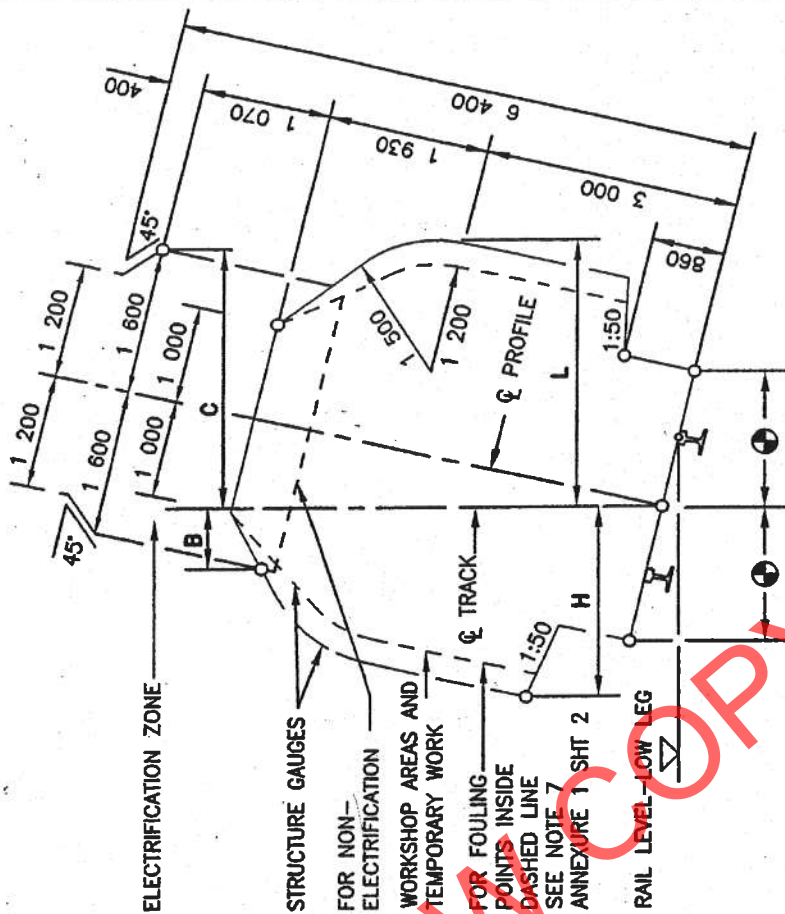 400
6 400
1 070
1 930
3 000
860
45°
1 200
1 600
1 000
1 200
1 600
1 000
45°
C
B
1 500
1 200
℄ PROFILE
L
1:50
℄ TRACK
H
1:50
ELECTRIFICATION ZONE
STRUCTURE GAUGES
FOR NON-
ELECTRIFICATION
WORKSHOP AREAS AND
TEMPORARY WORK
FOR FOULING
POINTS INSIDE
DASHED LINE
SEE NOTE 7
ANNEXURE 1 SHT 2
RAIL LEVEL-LOW LEG
W COPY